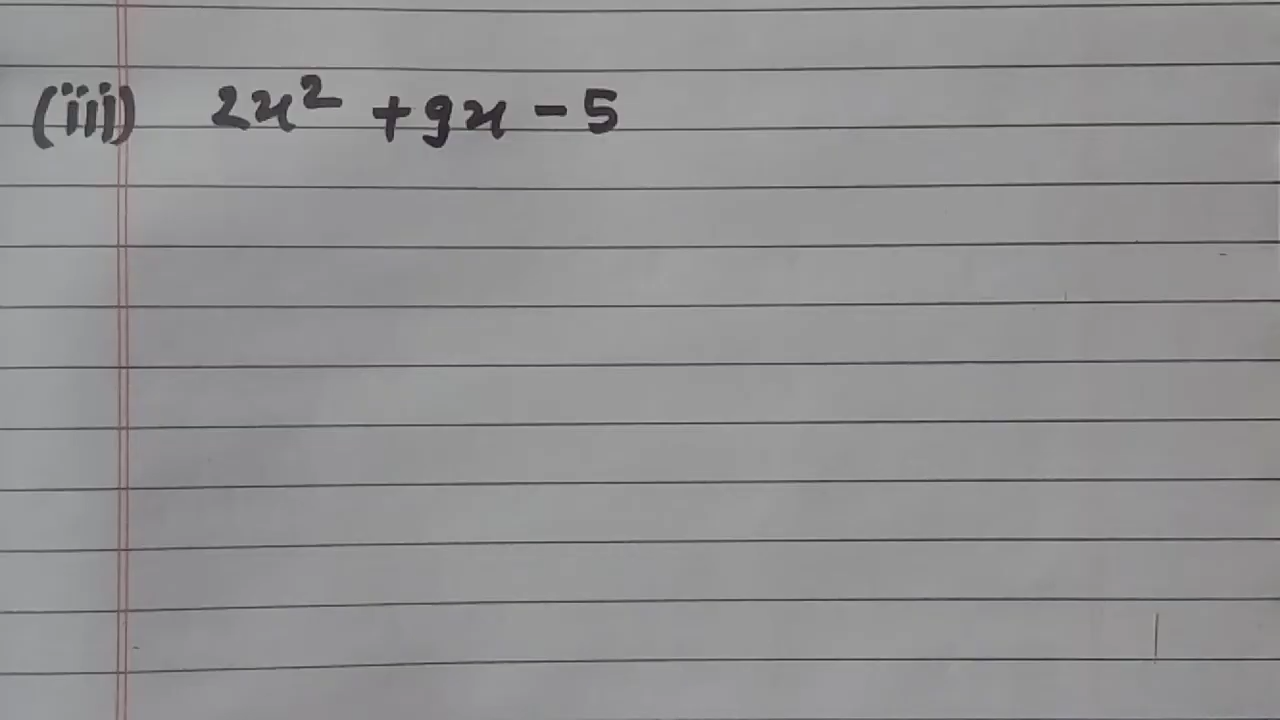 (iii) 2x² + 9x - 5